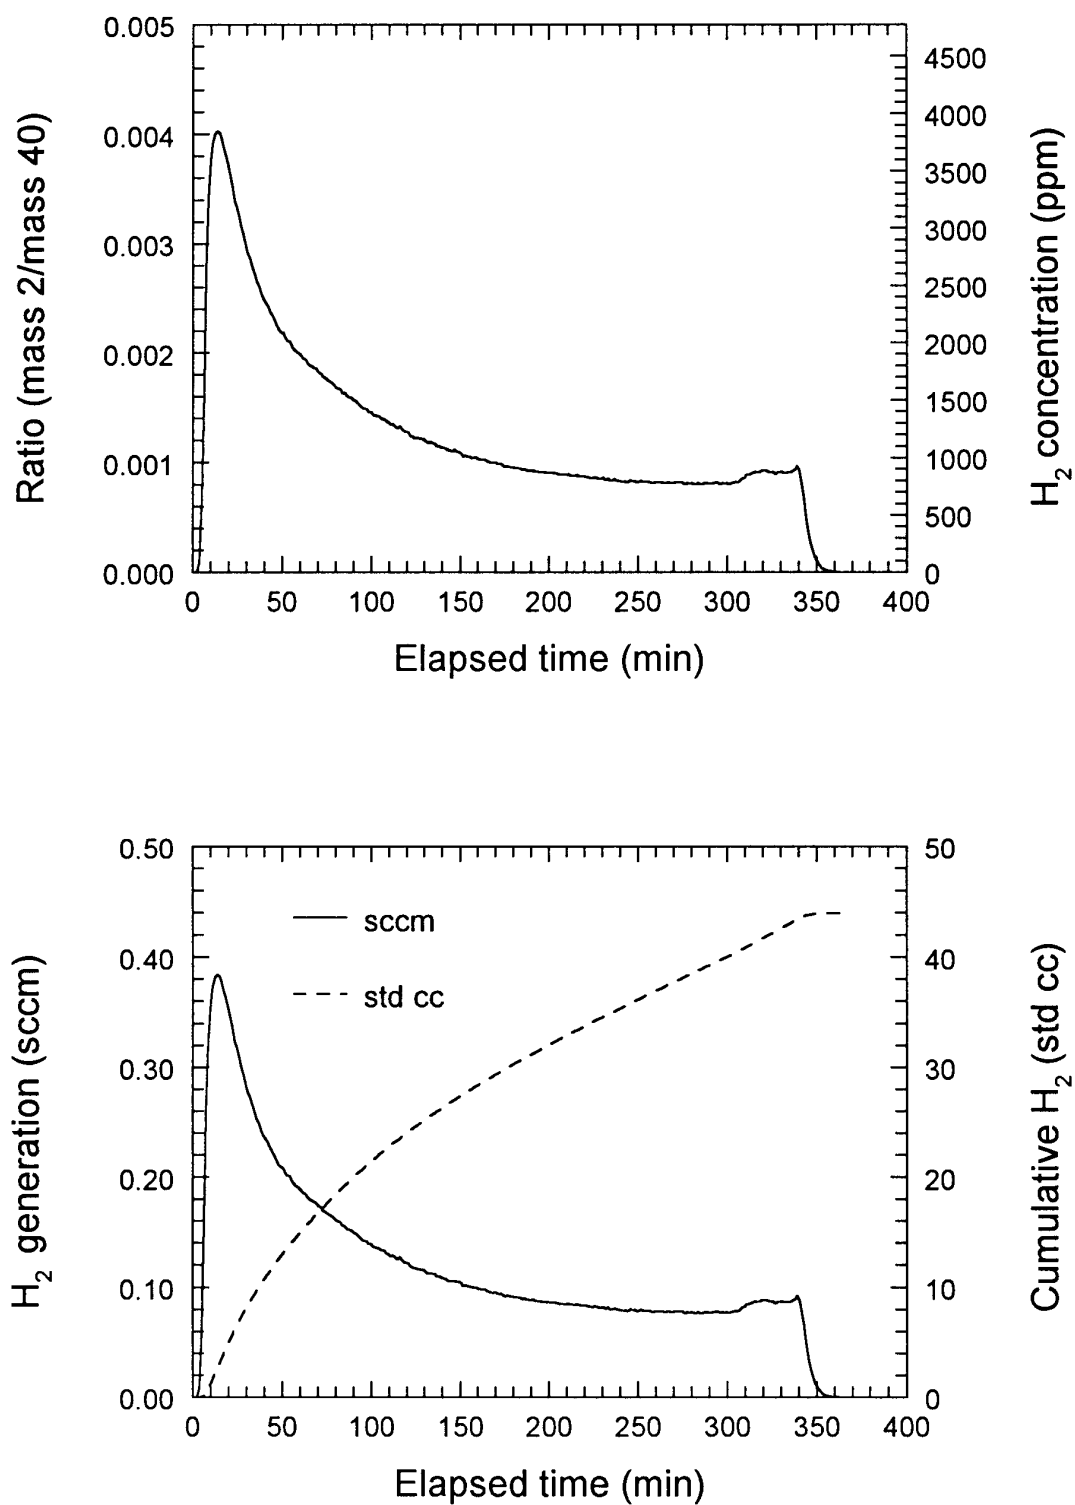 0.005
0.004
0.003
0.002
0.001
0.000
Ratio (mass 2/mass 40)
4500
4000
3500
3000
2500
2000
1500
1000
500
0
H2 concentration (ppm)
0 50 100 150 200 250 300 350 400
Elapsed time (min)
0.50
0.40
0.30
0.20
0.10
0.00
H2 generation (sccm)
sccm
std cc
50
40
30
20
10
0
Cumulative H2 (std cc)
0 50 100 150 200 250 300 350 400
Elapsed time (min)